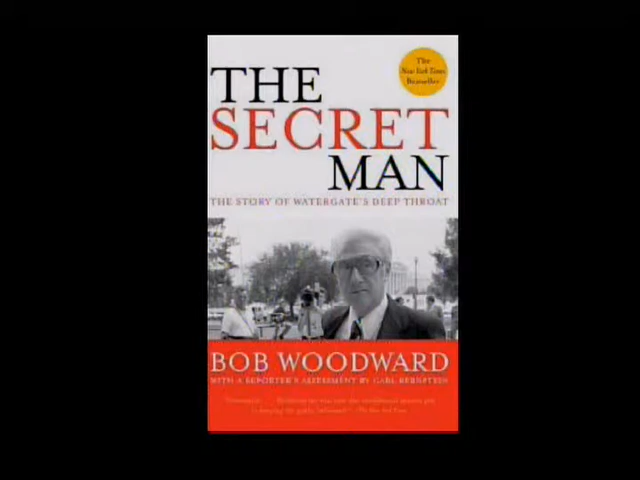 The
New York Times
Bestseller
THE
SECRET
MAN
THE STORY OF WATERGATE'S DEEP THROAT
BOB WOODWARD
WITH A REPORTER'S ASSESSMENT BY CARL BERNSTEIN